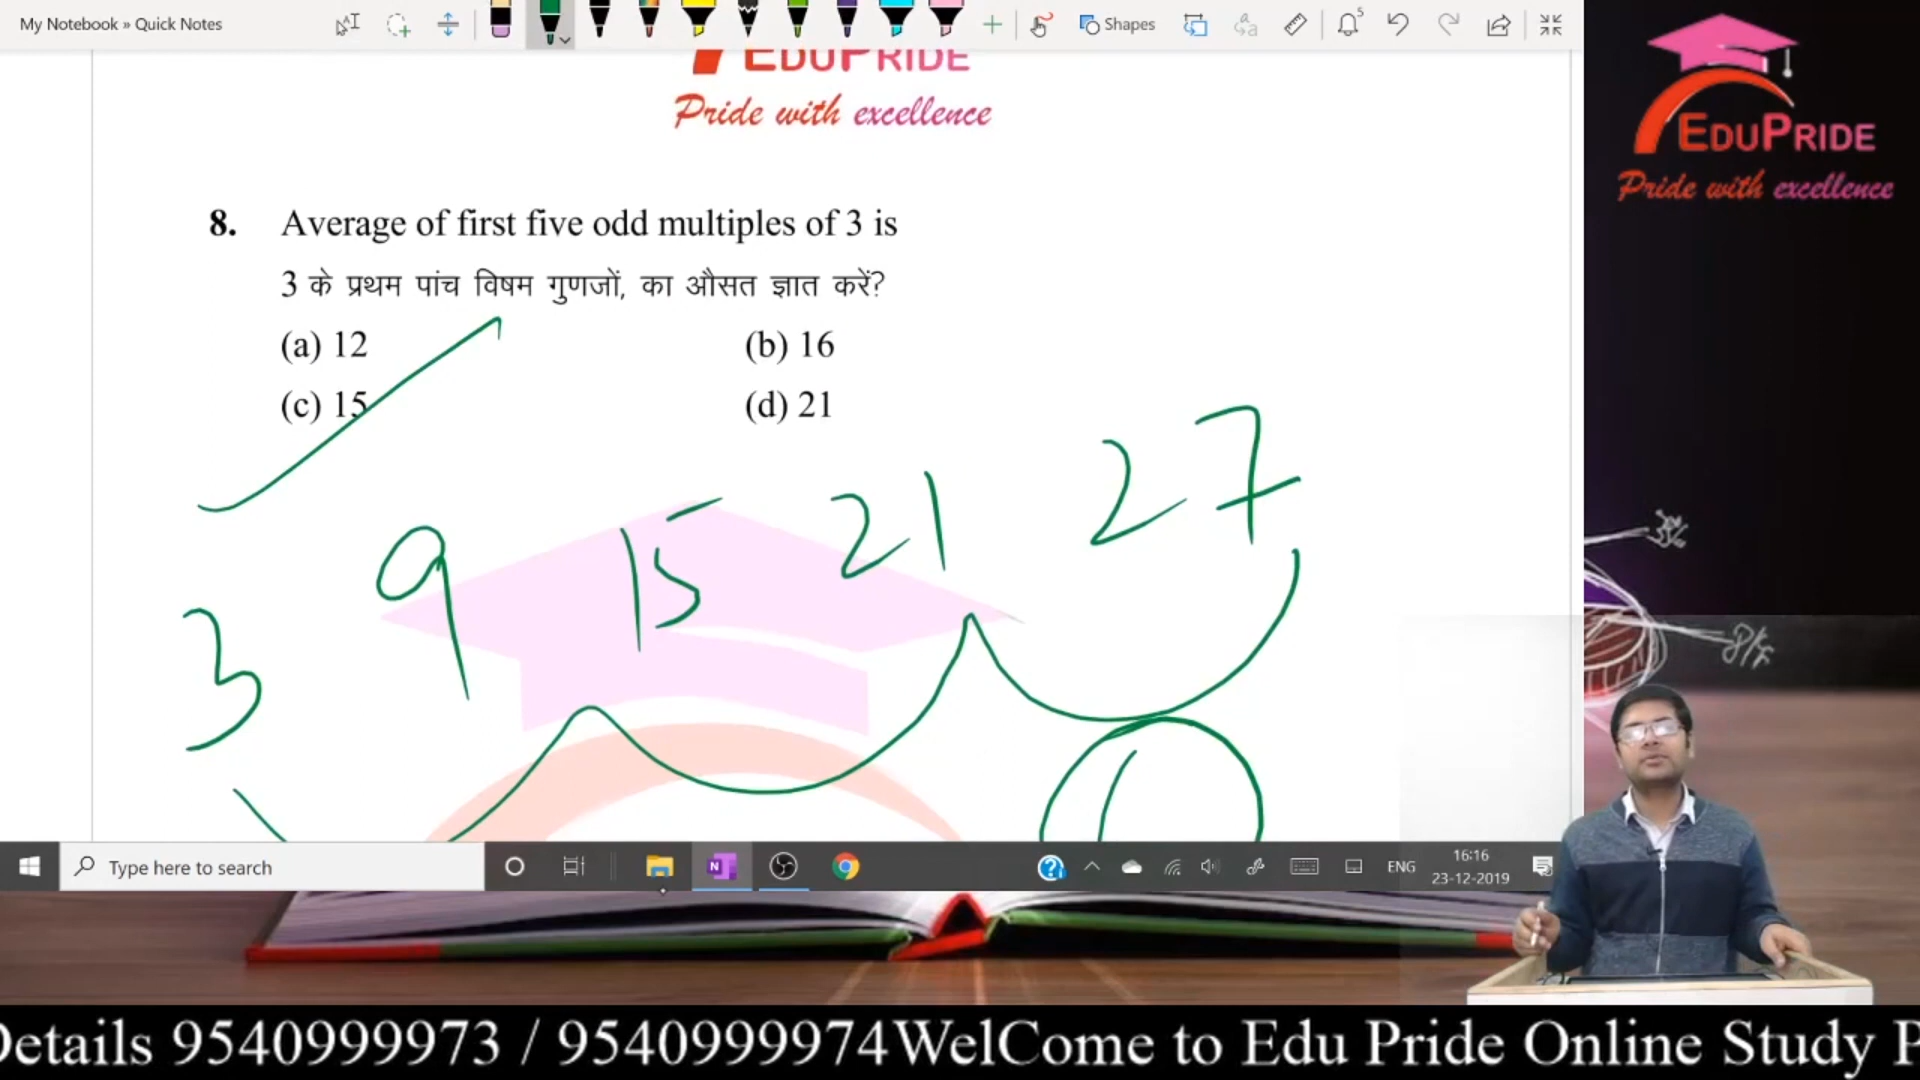 My Notebook » Quick Notes
Shapes
5
EDUPRIDE
Pride with excellence
EDUPRIDE
Pride with excellence
8. Average of first five odd multiples of 3 is
3 के प्रथम पांच विषम गुणजों, का औसत ज्ञात करें?
(a) 12 (b) 16
(c) 15 (d) 21
3 9 15 21 27
Type here to search
ENG
16:16
23-12-2019
Details 9540999973 / 9540999974WelCome to Edu Pride Online Study P